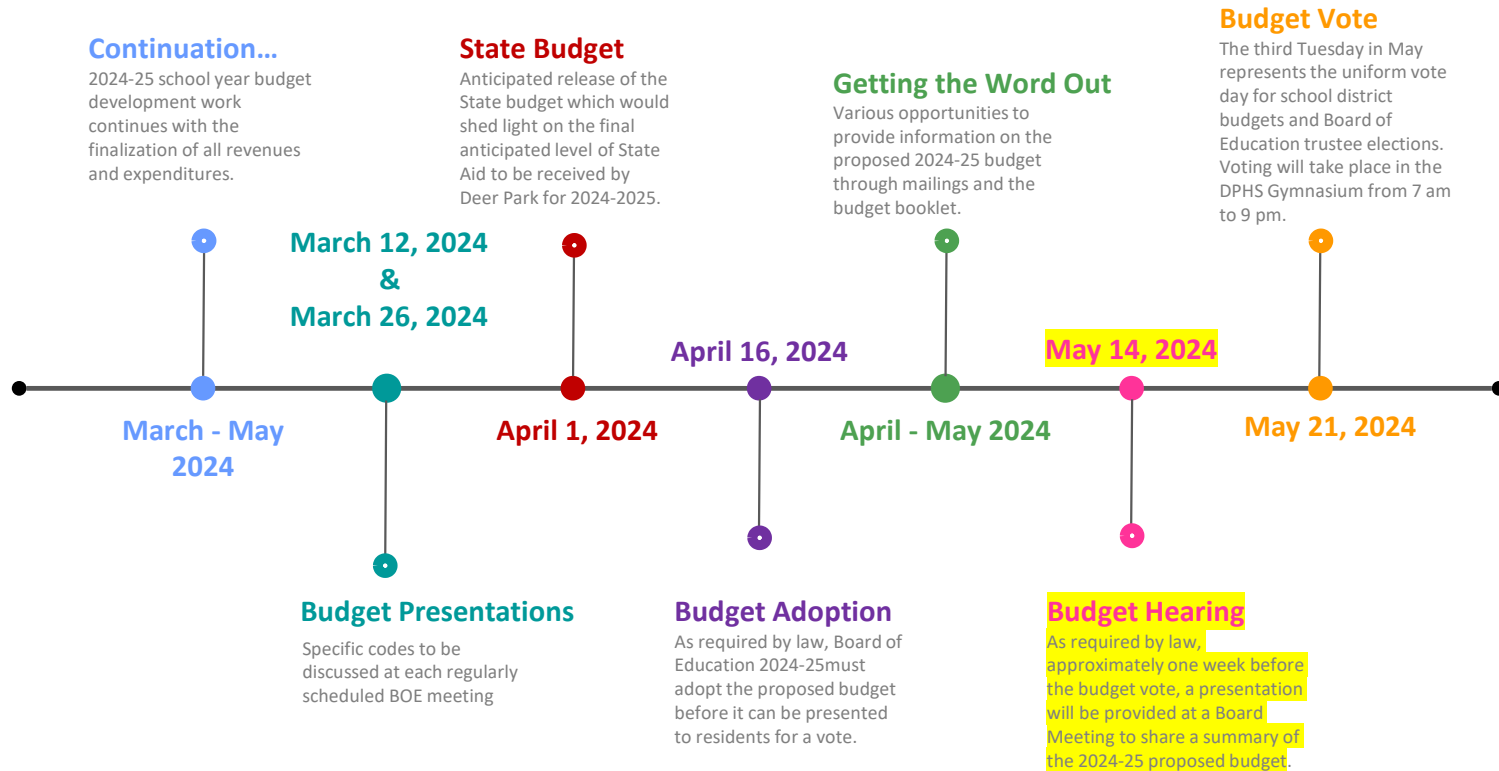 Continuation…
2024-25 school year budget
development work
continues with the
finalization of all revenues
and expenditures.
March - May
2024
March 12, 2024
&
March 26, 2024
Budget Presentations
Specific codes to be
discussed at each regularly
scheduled BOE meeting
State Budget
Anticipated release of the
State budget which would
shed light on the final
anticipated level of State
Aid to be received by
Deer Park for 2024-2025.
April 1, 2024
April 16, 2024
Budget Adoption
As required by law, Board of
Education 2024-25must
adopt the proposed budget
before it can be presented
to residents for a vote.
Getting the Word Out
Various opportunities to
provide information on the
proposed 2024-25 budget
through mailings and the
budget booklet.
April - May 2024
May 14, 2024
Budget Hearing
As required by law,
approximately one week before
the budget vote, a presentation
will be provided at a Board
Meeting to share a summary of
the 2024-25 proposed budget.
Budget Vote
The third Tuesday in May
represents the uniform vote
day for school district
budgets and Board of
Education trustee elections.
Voting will take place in the
DPHS Gymnasium from 7 am
to 9 pm.
May 21, 2024